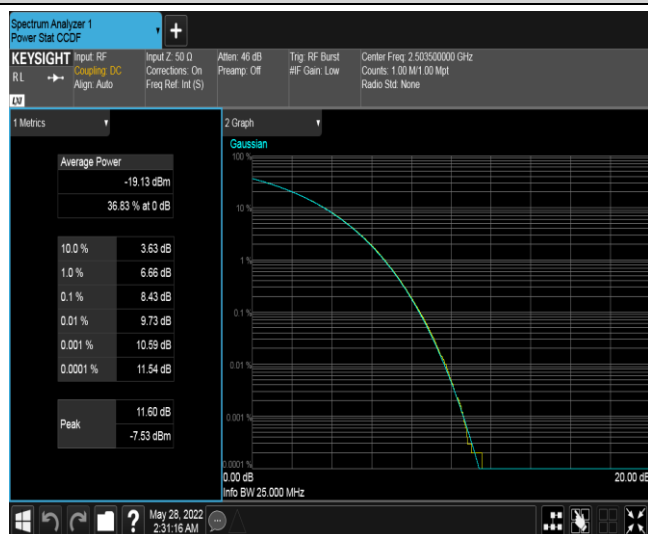 Spectrum Analyzer 1
Power Stat CCDF
+
KEYSIGHT
RL
LXI
Input: RF
Coupling: DC
Align: Auto
Input Z: 50 Ω
Corrections: On
Freq Ref: Int (S)
Atten: 46 dB
Preamp: Off
Trig: RF Burst
#IF Gain: Low
Center Freq: 2.503500000 GHz
Counts: 1.00 M/1.00 Mpt
Radio Std: None
1 Metrics
Average Power
-19.13 dBm
36.83 % at 0 dB
10.0 % 3.63 dB
1.0 % 6.66 dB
0.1 % 8.43 dB
0.01 % 9.73 dB
0.001 % 10.59 dB
0.0001 % 11.54 dB
Peak
11.60 dB
-7.53 dBm
2 Graph
Gaussian
100 %
10 %
1 %
0.1 %
0.01 %
0.001 %
0.0001 %
0.00 dB 20.00 dB
Info BW 25.000 MHz
?
May 28, 2022
2:31:16 AM